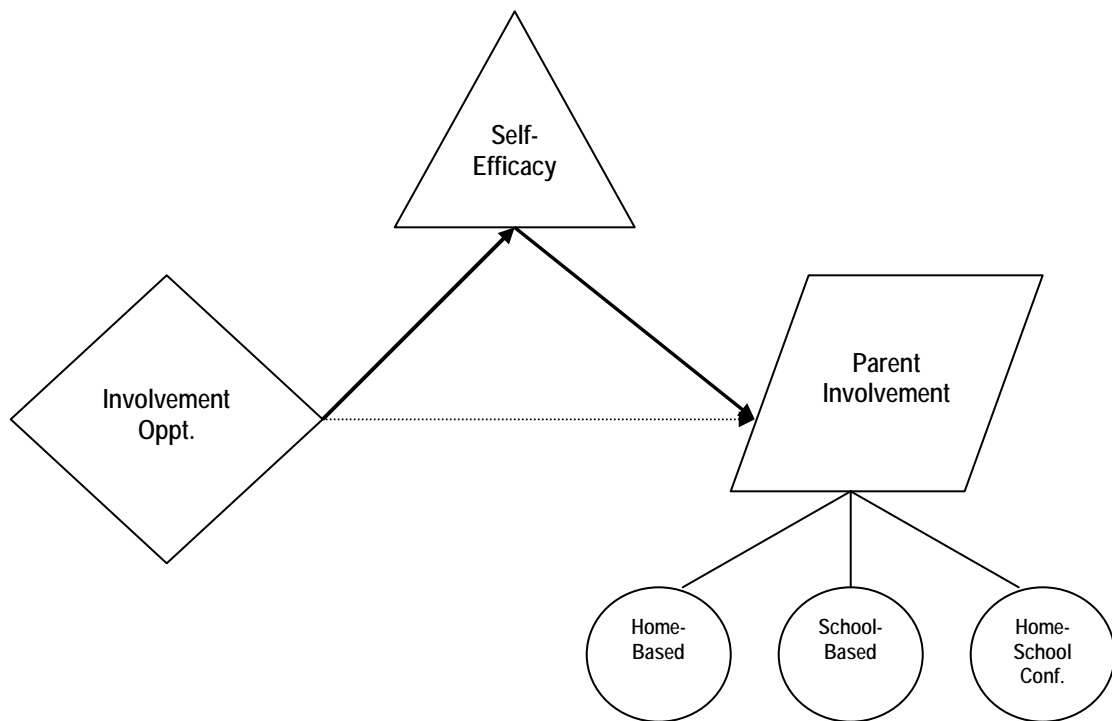 Self-
Efficacy
Involvement
Oppt.
Parent
Involvement
Home-
Based
School-
Based
Home-
School
Conf.